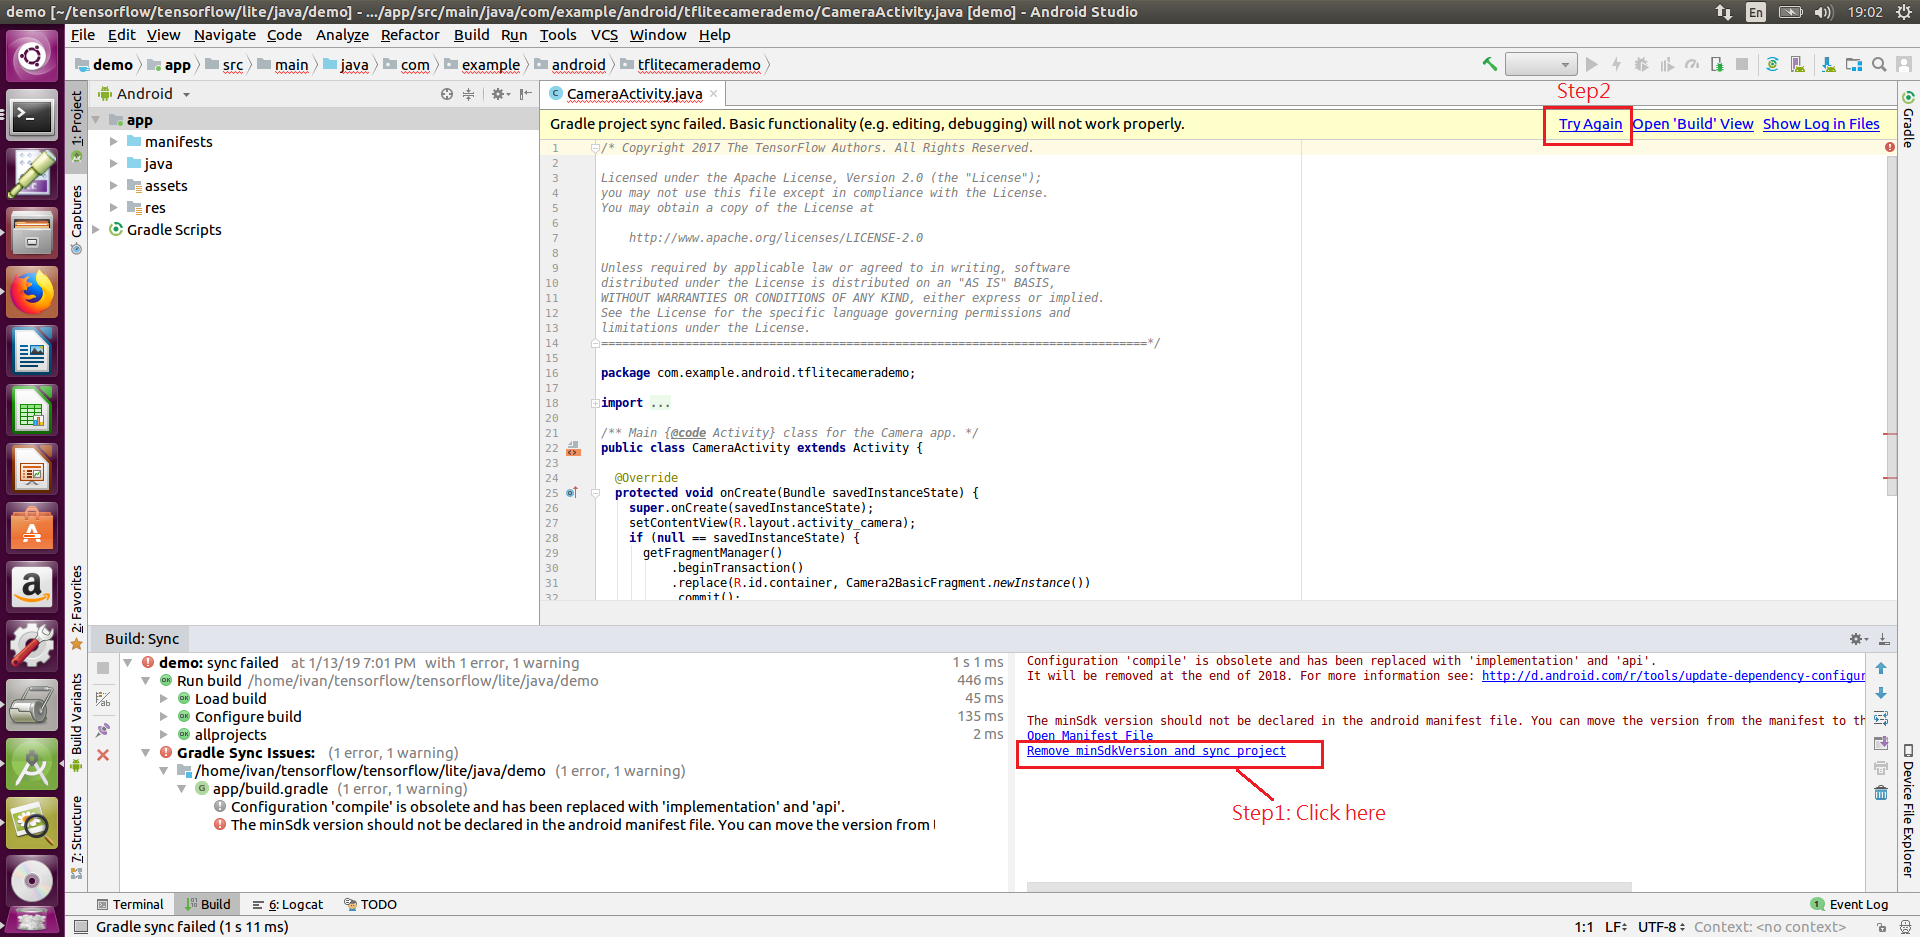 demo [~/tensorflow/tensorflow/lite/java/demo] - .../app/src/main/java/com/example/android/tflitecamerademo/CameraActivity.java [demo] - Android Studio
En
19:02
File Edit View Navigate Code Analyze Refactor Build Run Tools VCS Window Help
demo app src main java com example android tflitecamerademo
1: Project
Captures
2: Favorites
Build Variants
7: Structure
Android
app
manifests
java
assets
res
Gradle Scripts
CameraActivity.java
Step2
Gradle project sync failed. Basic functionality (e.g. editing, debugging) will not work properly.
Try Again Open 'Build' View Show Log in Files
Gradle
Device File Explorer
1 /* Copyright 2017 The TensorFlow Authors. All Rights Reserved.
2
3 Licensed under the Apache License, Version 2.0 (the "License");
4 you may not use this file except in compliance with the License.
5 You may obtain a copy of the License at
6
7 http://www.apache.org/licenses/LICENSE-2.0
8
9 Unless required by applicable law or agreed to in writing, software
10 distributed under the License is distributed on an "AS IS" BASIS,
11 WITHOUT WARRANTIES OR CONDITIONS OF ANY KIND, either express or implied.
12 See the License for the specific language governing permissions and
13 limitations under the License.
14 ==============================================================================*/
15
16 package com.example.android.tflitecamerademo;
17
18 import ...
20
21 /** Main {@code Activity} class for the Camera app. */
22 public class CameraActivity extends Activity {
23
24 @Override
25 protected void onCreate(Bundle savedInstanceState) {
26 super.onCreate(savedInstanceState);
27 setContentView(R.layout.activity_camera);
28 if (null == savedInstanceState) {
29 getFragmentManager()
30 .beginTransaction()
31 .replace(R.id.container, Camera2BasicFragment.newInstance())
32 .commit();
Build: Sync
demo: sync failed at 1/13/19 7:01 PM with 1 error, 1 warning 1 s 1 ms
Run build /home/ivan/tensorflow/tensorflow/lite/java/demo 446 ms
Load build 45 ms
Configure build 135 ms
allprojects 2 ms
Gradle Sync Issues: (1 error, 1 warning)
/home/ivan/tensorflow/tensorflow/lite/java/demo (1 error, 1 warning)
app/build.gradle (1 error, 1 warning)
Configuration 'compile' is obsolete and has been replaced with 'implementation' and 'api'.
The minSdk version should not be declared in the android manifest file. You can move the version from
Configuration 'compile' is obsolete and has been replaced with 'implementation' and 'api'.
It will be removed at the end of 2018. For more information see: http://d.android.com/r/tools/update-dependency-configur
The minSdk version should not be declared in the android manifest file. You can move the version from the manifest to th
Open Manifest File
Remove minSdkVersion and sync project
Step1: Click here
Terminal Build 6: Logcat TODO
1 Event Log
Gradle sync failed (1 s 11 ms)
1:1 LF UTF-8 Context: <no context>